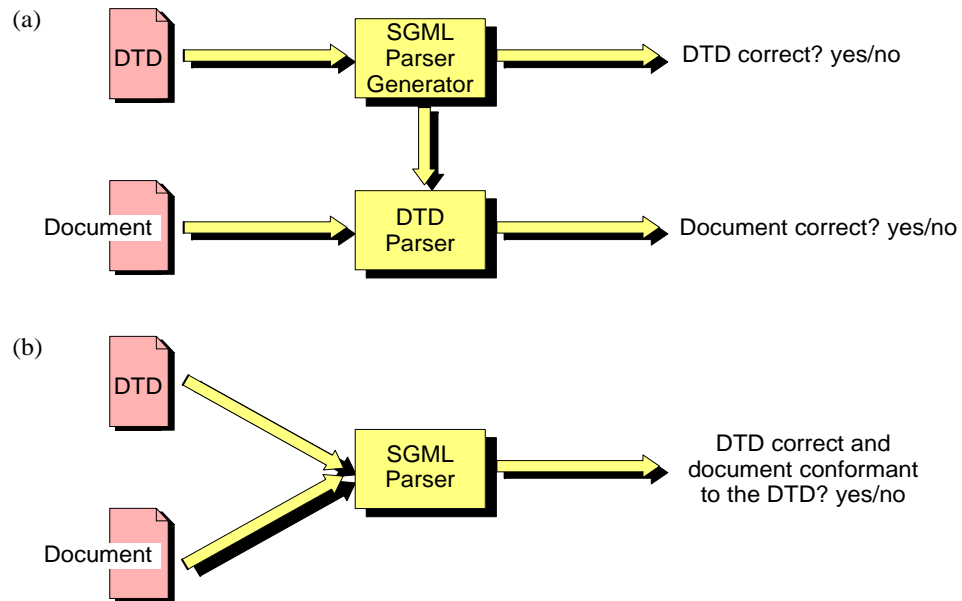 (a)
DTD
SGML
Parser
Generator
DTD correct? yes/no
Document
DTD
Parser
Document correct? yes/no
(b)
DTD
SGML
Parser
DTD correct and
document conformant
to the DTD? yes/no
Document